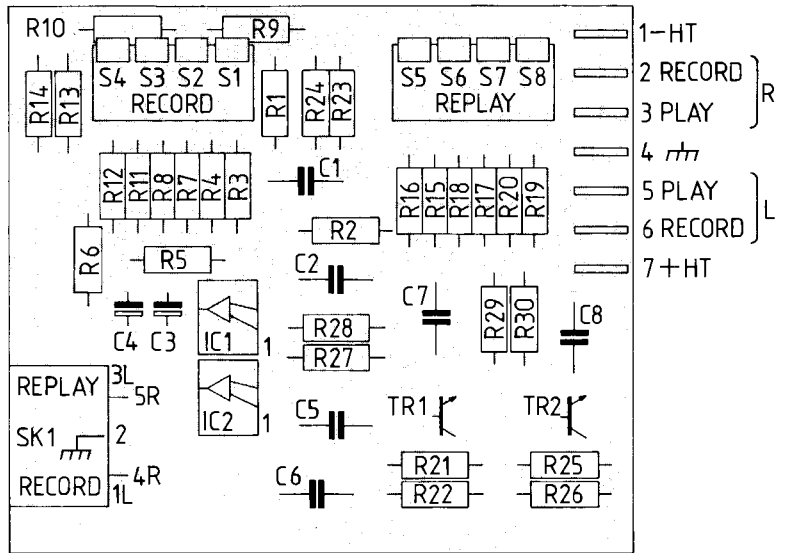 R10
R9
1-HT
S4 S3 S2 S1
RECORD
S5 S6 S7 S8
REPLAY
R14
R13
R1
R24
R23
2 RECORD
3 PLAY
R
4
5 PLAY
6 RECORD
L
7+HT
C1
R12
R11
R8
R7
R4
R3
R16
R15
R18
R17
R20
R19
R2
R6
R5
C2
C7
R29
R30
C8
C4
C3
IC1
1
R28
R27
IC2
1
C5
TR1
TR2
REPLAY
3L
5R
SK1
2
RECORD
4R
1L
C6
R21
R22
R25
R26